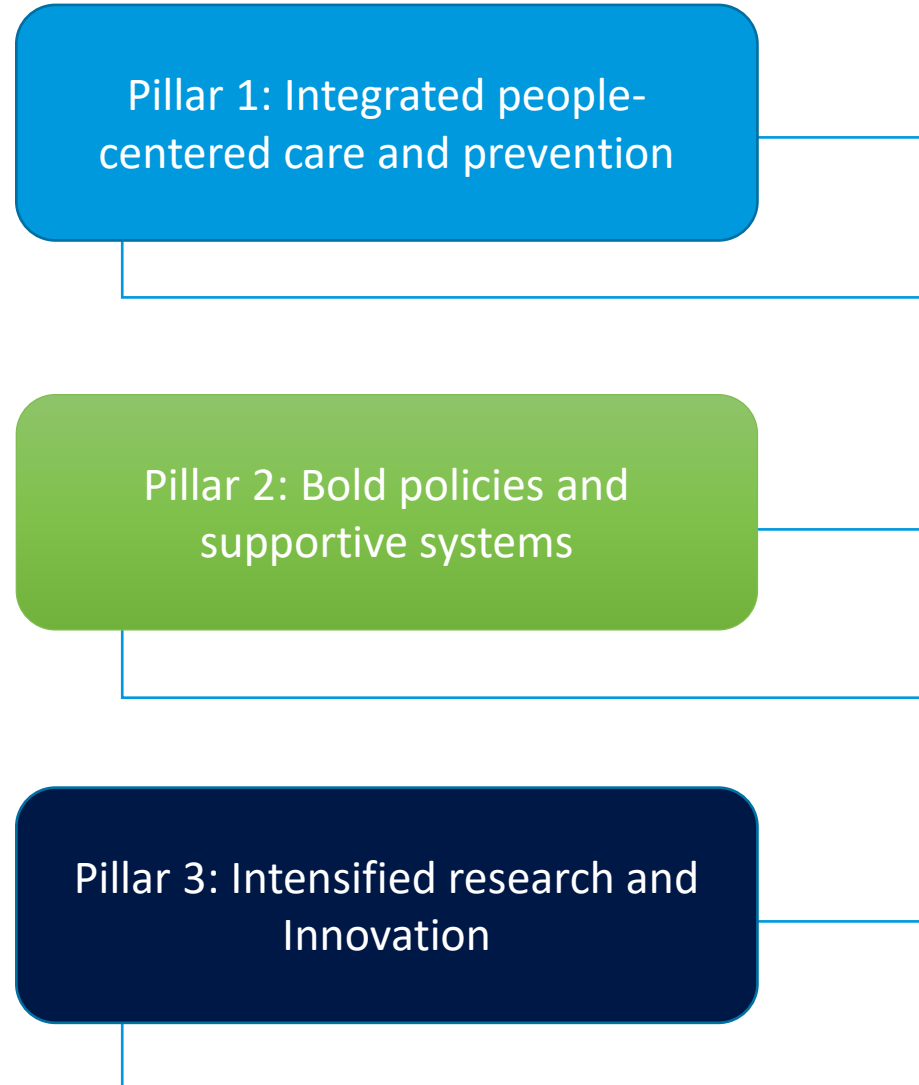 Pillar 1: Integrated people-
centered care and prevention
Pillar 2: Bold policies and
supportive systems
Pillar 3: Intensified research and
Innovation